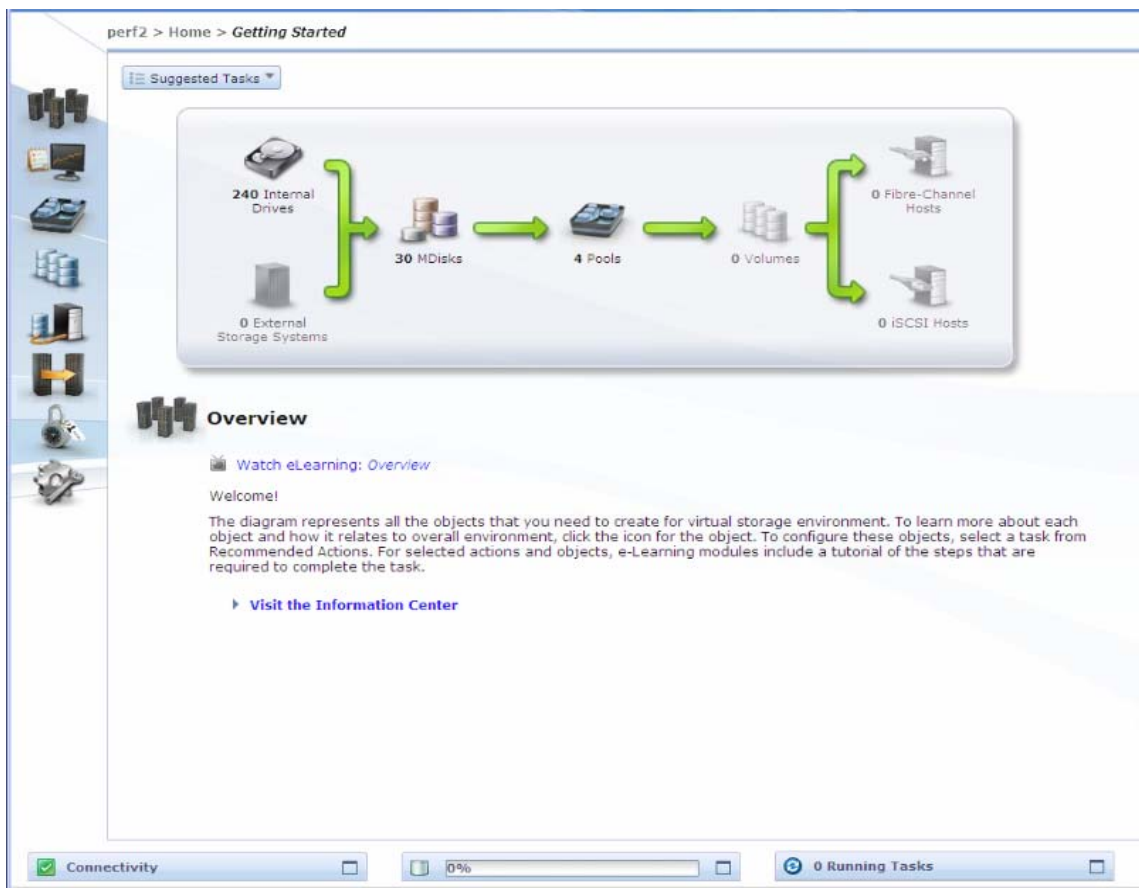 perf2 > Home > Getting Started
Suggested Tasks
240 Internal
Drives
0 External
Storage Systems
30 MDisks
4 Pools
0 Volumes
0 Fibre-Channel
Hosts
0 iSCSI Hosts
Overview
Watch eLearning: Overview
Welcome!
The diagram represents all the objects that you need to create for virtual storage environment. To learn more about each
object and how it relates to overall environment, click the icon for the object. To configure these objects, select a task from
Recommended Actions. For selected actions and objects, e-Learning modules include a tutorial of the steps that are
required to complete the task.
Visit the Information Center
Connectivity
0%
0 Running Tasks